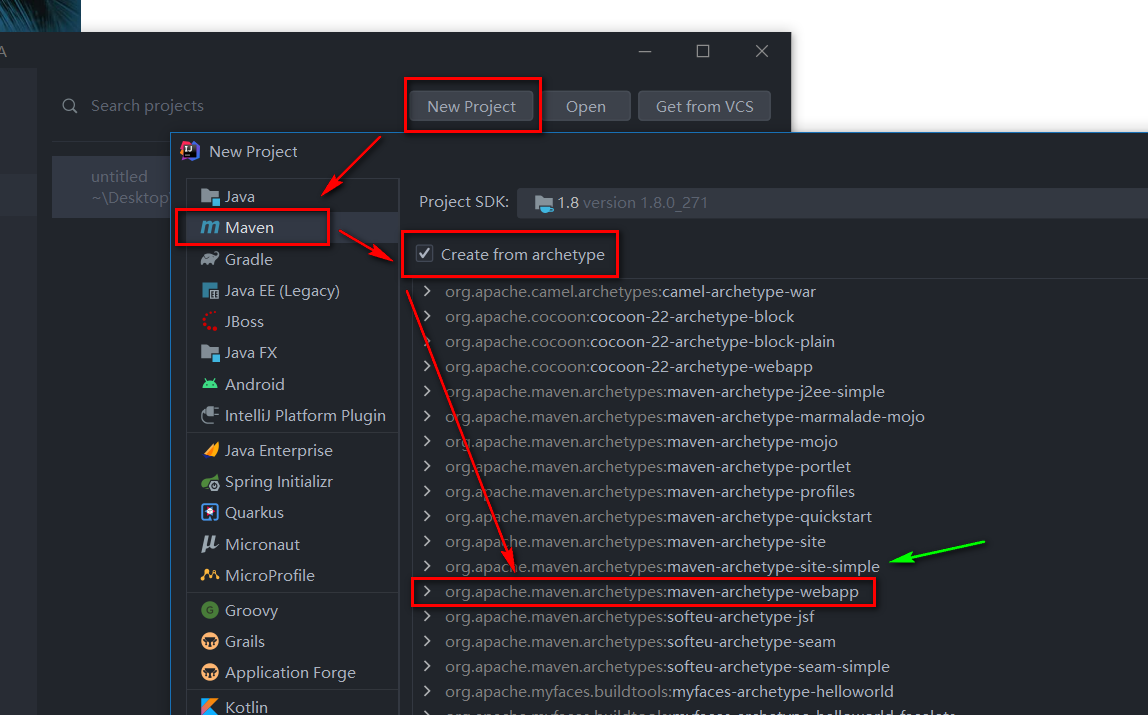 A
Search projects
New Project
Open
Get from VCS
untitled
~\Desktop\
New Project
Java
Maven
Gradle
Java EE (Legacy)
JBoss
Java FX
Android
IntelliJ Platform Plugin
Java Enterprise
Spring Initializr
Quarkus
Micronaut
MicroProfile
Groovy
Grails
Application Forge
Kotlin
Project SDK: 1.8 version 1.8.0_271
Create from archetype
org.apache.camel.archetypes:camel-archetype-war
org.apache.cocoon:cocoon-22-archetype-block
org.apache.cocoon:cocoon-22-archetype-block-plain
org.apache.cocoon:cocoon-22-archetype-webapp
org.apache.maven.archetypes:maven-archetype-j2ee-simple
org.apache.maven.archetypes:maven-archetype-marmalade-mojo
org.apache.maven.archetypes:maven-archetype-mojo
org.apache.maven.archetypes:maven-archetype-portlet
org.apache.maven.archetypes:maven-archetype-profiles
org.apache.maven.archetypes:maven-archetype-quickstart
org.apache.maven.archetypes:maven-archetype-site
org.apache.maven.archetypes:maven-archetype-site-simple
org.apache.maven.archetypes:maven-archetype-webapp
org.apache.maven.archetypes:softeu-archetype-jsf
org.apache.maven.archetypes:softeu-archetype-seam
org.apache.maven.archetypes:softeu-archetype-seam-simple
org.apache.myfaces.buildtools:myfaces-archetype-helloworld
org.apache.myfaces.buildtools:myfaces-archetype-helloworld-facelets